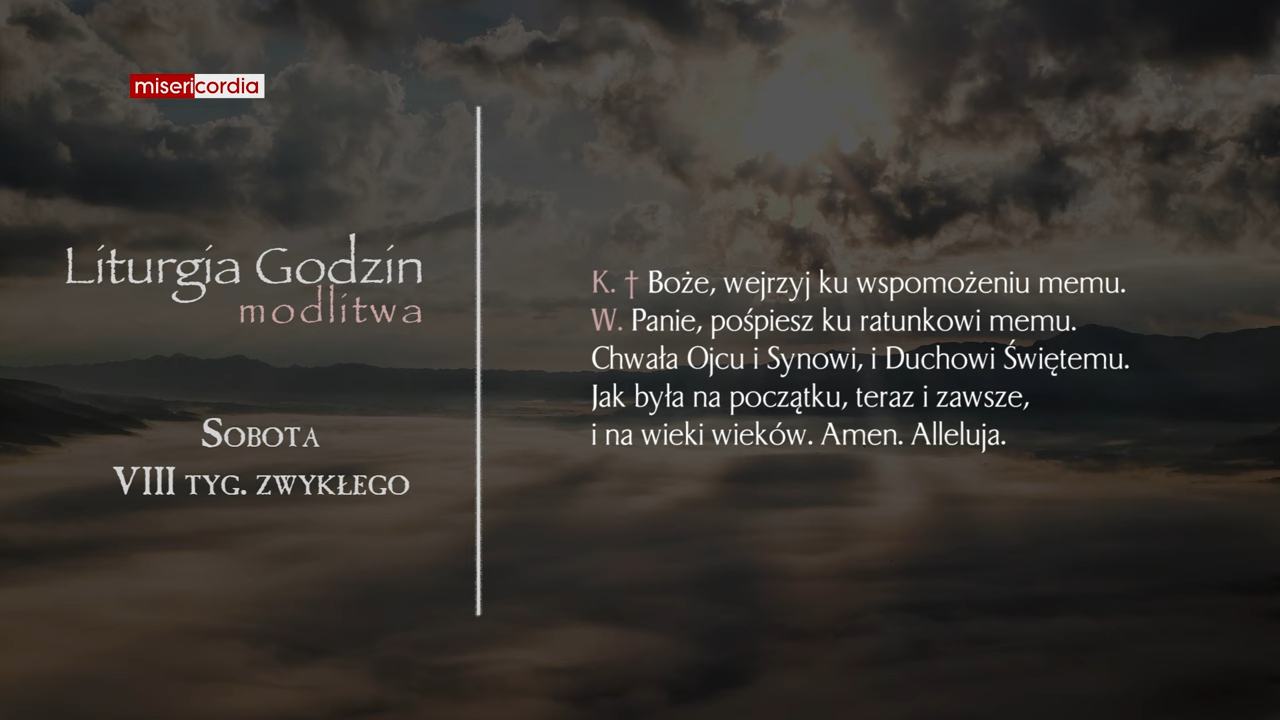 misericordia
Liturgia Godzin
modlitwa
Sobota
VIII tyg. zwykłego
K. † Boże, wejrzyj ku wspomożeniu memu.
W. Panie, pośpiesz ku ratunkowi memu.
Chwała Ojcu i Synowi, i Duchowi Świętemu.
Jak była na początku, teraz i zawsze,
i na wieki wieków. Amen. Alleluja.